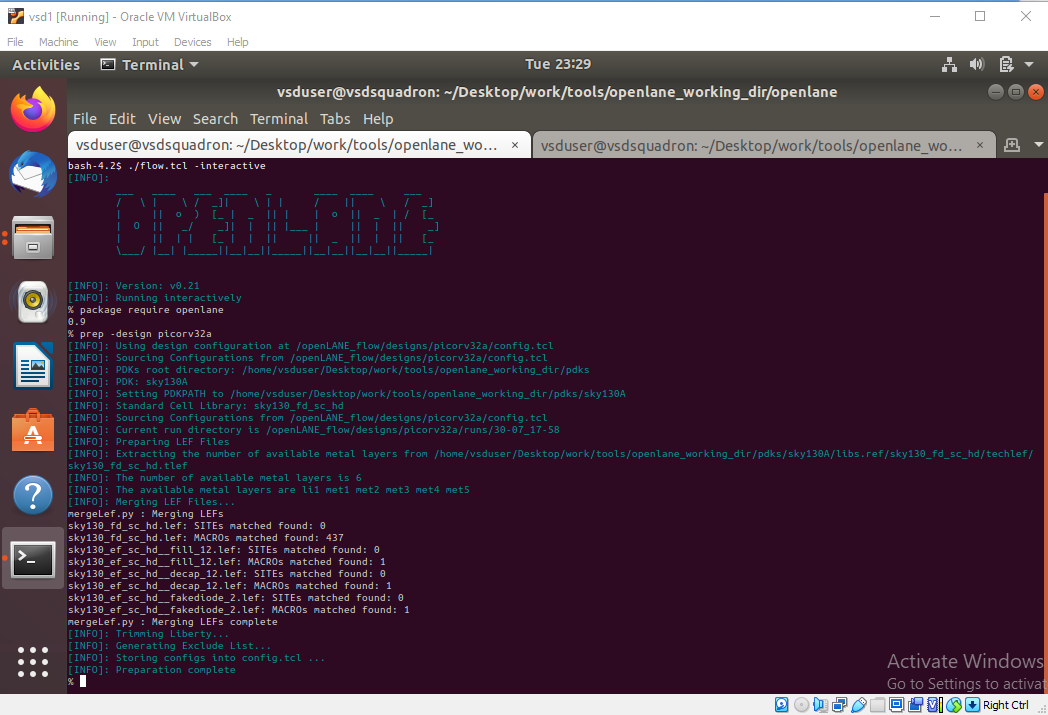 vsd1 [Running] - Oracle VM VirtualBox
File Machine View Input Devices Help
Activities Terminal Tue 23:29
vsduser@vsdsquadron: ~/Desktop/work/tools/openlane_working_dir/openlane
File Edit View Search Terminal Tabs Help
vsduser@vsdsquadron: ~/Desktop/work/tools/openlane_wo... × vsduser@vsdsquadron: ~/Desktop/work/tools/openlane_wo... ×
bash-4.2$ ./flow.tcl -interactive
[INFO]:
OPENLANE
[INFO]: Version: v0.21
[INFO]: Running interactively
% package require openlane
0.9
% prep -design picorv32a
[INFO]: Using design configuration at /openLANE_flow/designs/picorv32a/config.tcl
[INFO]: Sourcing Configurations from /openLANE_flow/designs/picorv32a/config.tcl
[INFO]: PDKs root directory: /home/vsduser/Desktop/work/tools/openlane_working_dir/pdks
[INFO]: PDK: sky130A
[INFO]: Setting PDKPATH to /home/vsduser/Desktop/work/tools/openlane_working_dir/pdks/sky130A
[INFO]: Standard Cell Library: sky130_fd_sc_hd
[INFO]: Sourcing Configurations from /openLANE_flow/designs/picorv32a/config.tcl
[INFO]: Current run directory is /openLANE_flow/designs/picorv32a/runs/30-07_17-58
[INFO]: Preparing LEF Files
[INFO]: Extracting the number of available metal layers from /home/vsduser/Desktop/work/tools/openlane_working_dir/pdks/sky130A/libs.ref/sky130_fd_sc_hd/techlef/
sky130_fd_sc_hd.tlef
[INFO]: The number of available metal layers is 6
[INFO]: The available metal layers are li1 met1 met2 met3 met4 met5
[INFO]: Merging LEF Files...
mergeLef.py : Merging LEFs
sky130_fd_sc_hd.lef: SITEs matched found: 0
sky130_fd_sc_hd.lef: MACROs matched found: 437
sky130_ef_sc_hd__fill_12.lef: SITEs matched found: 0
sky130_ef_sc_hd__fill_12.lef: MACROs matched found: 1
sky130_ef_sc_hd__decap_12.lef: SITEs matched found: 0
sky130_ef_sc_hd__decap_12.lef: MACROs matched found: 1
sky130_ef_sc_hd__fakediode_2.lef: SITEs matched found: 0
sky130_ef_sc_hd__fakediode_2.lef: MACROs matched found: 1
mergeLef.py : Merging LEFs complete
[INFO]: Trimming Liberty...
[INFO]: Generating Exclude List...
[INFO]: Storing configs into config.tcl ...
[INFO]: Preparation complete
%
Activate Windows
Go to Settings to activat
Right Ctrl